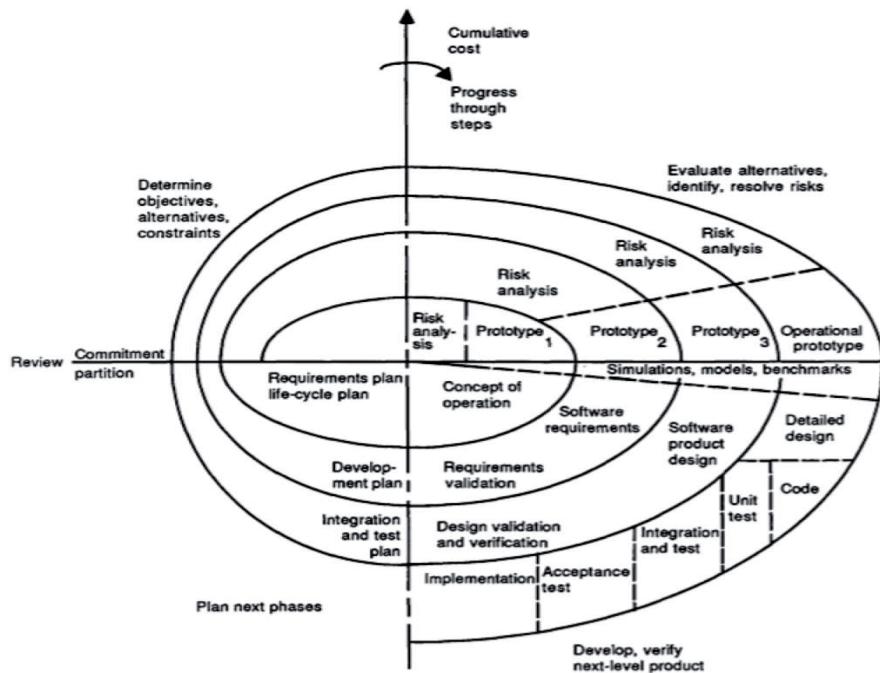 Cumulative
cost
Progress
through
steps
Evaluate alternatives,
identify, resolve risks
Determine
objectives,
alternatives,
constraints
Risk
analysis
Risk
analysis
Risk
analysis
Risk
analy-
sis
Prototype 1
Prototype 2
Prototype 3
Operational
prototype
Review
Commitment
partition
Simulations, models, benchmarks
Requirements plan
life-cycle plan
Concept of
operation
Software
requirements
Software
product
design
Detailed
design
Develop-
ment plan
Requirements
validation
Unit
test
Code
Integration
and test
plan
Design validation
and verification
Integration
and test
Implementation
Acceptance
test
Plan next phases
Develop, verify
next-level product